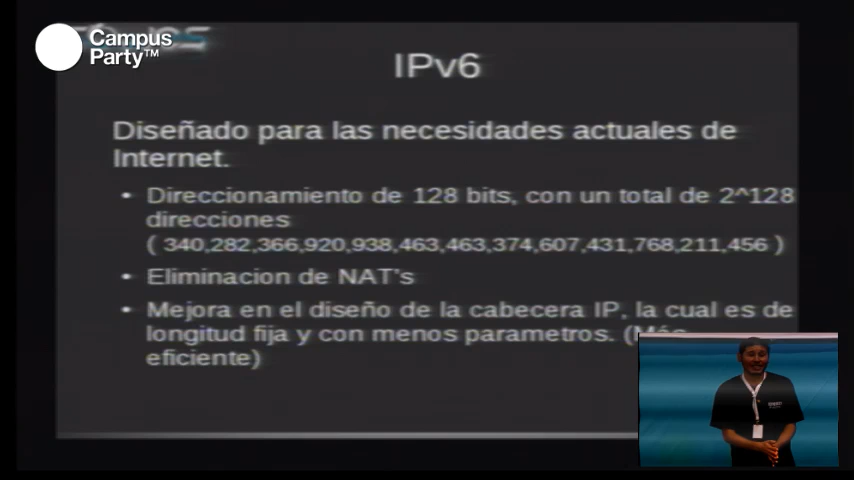 Campus
Party™
IPv6
Diseñado para las necesidades actuales de
Internet.
• Direccionamiento de 128 bits, con un total de 2^128
direcciones
( 340,282,366,920,938,463,463,374,607,431,768,211,456 )
• Eliminacion de NAT's
• Mejora en el diseño de la cabecera IP, la cual es de
longitud fija y con menos parametros. (Más
eficiente)